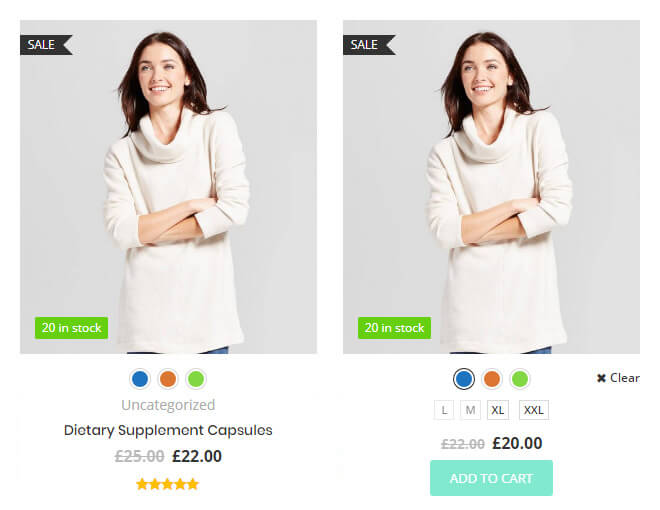 SALE
20 in stock
Uncategorized
Dietary Supplement Capsules
£25.00 £22.00
SALE
20 in stock
✖ Clear
L M XL XXL
£22.00 £20.00
ADD TO CART